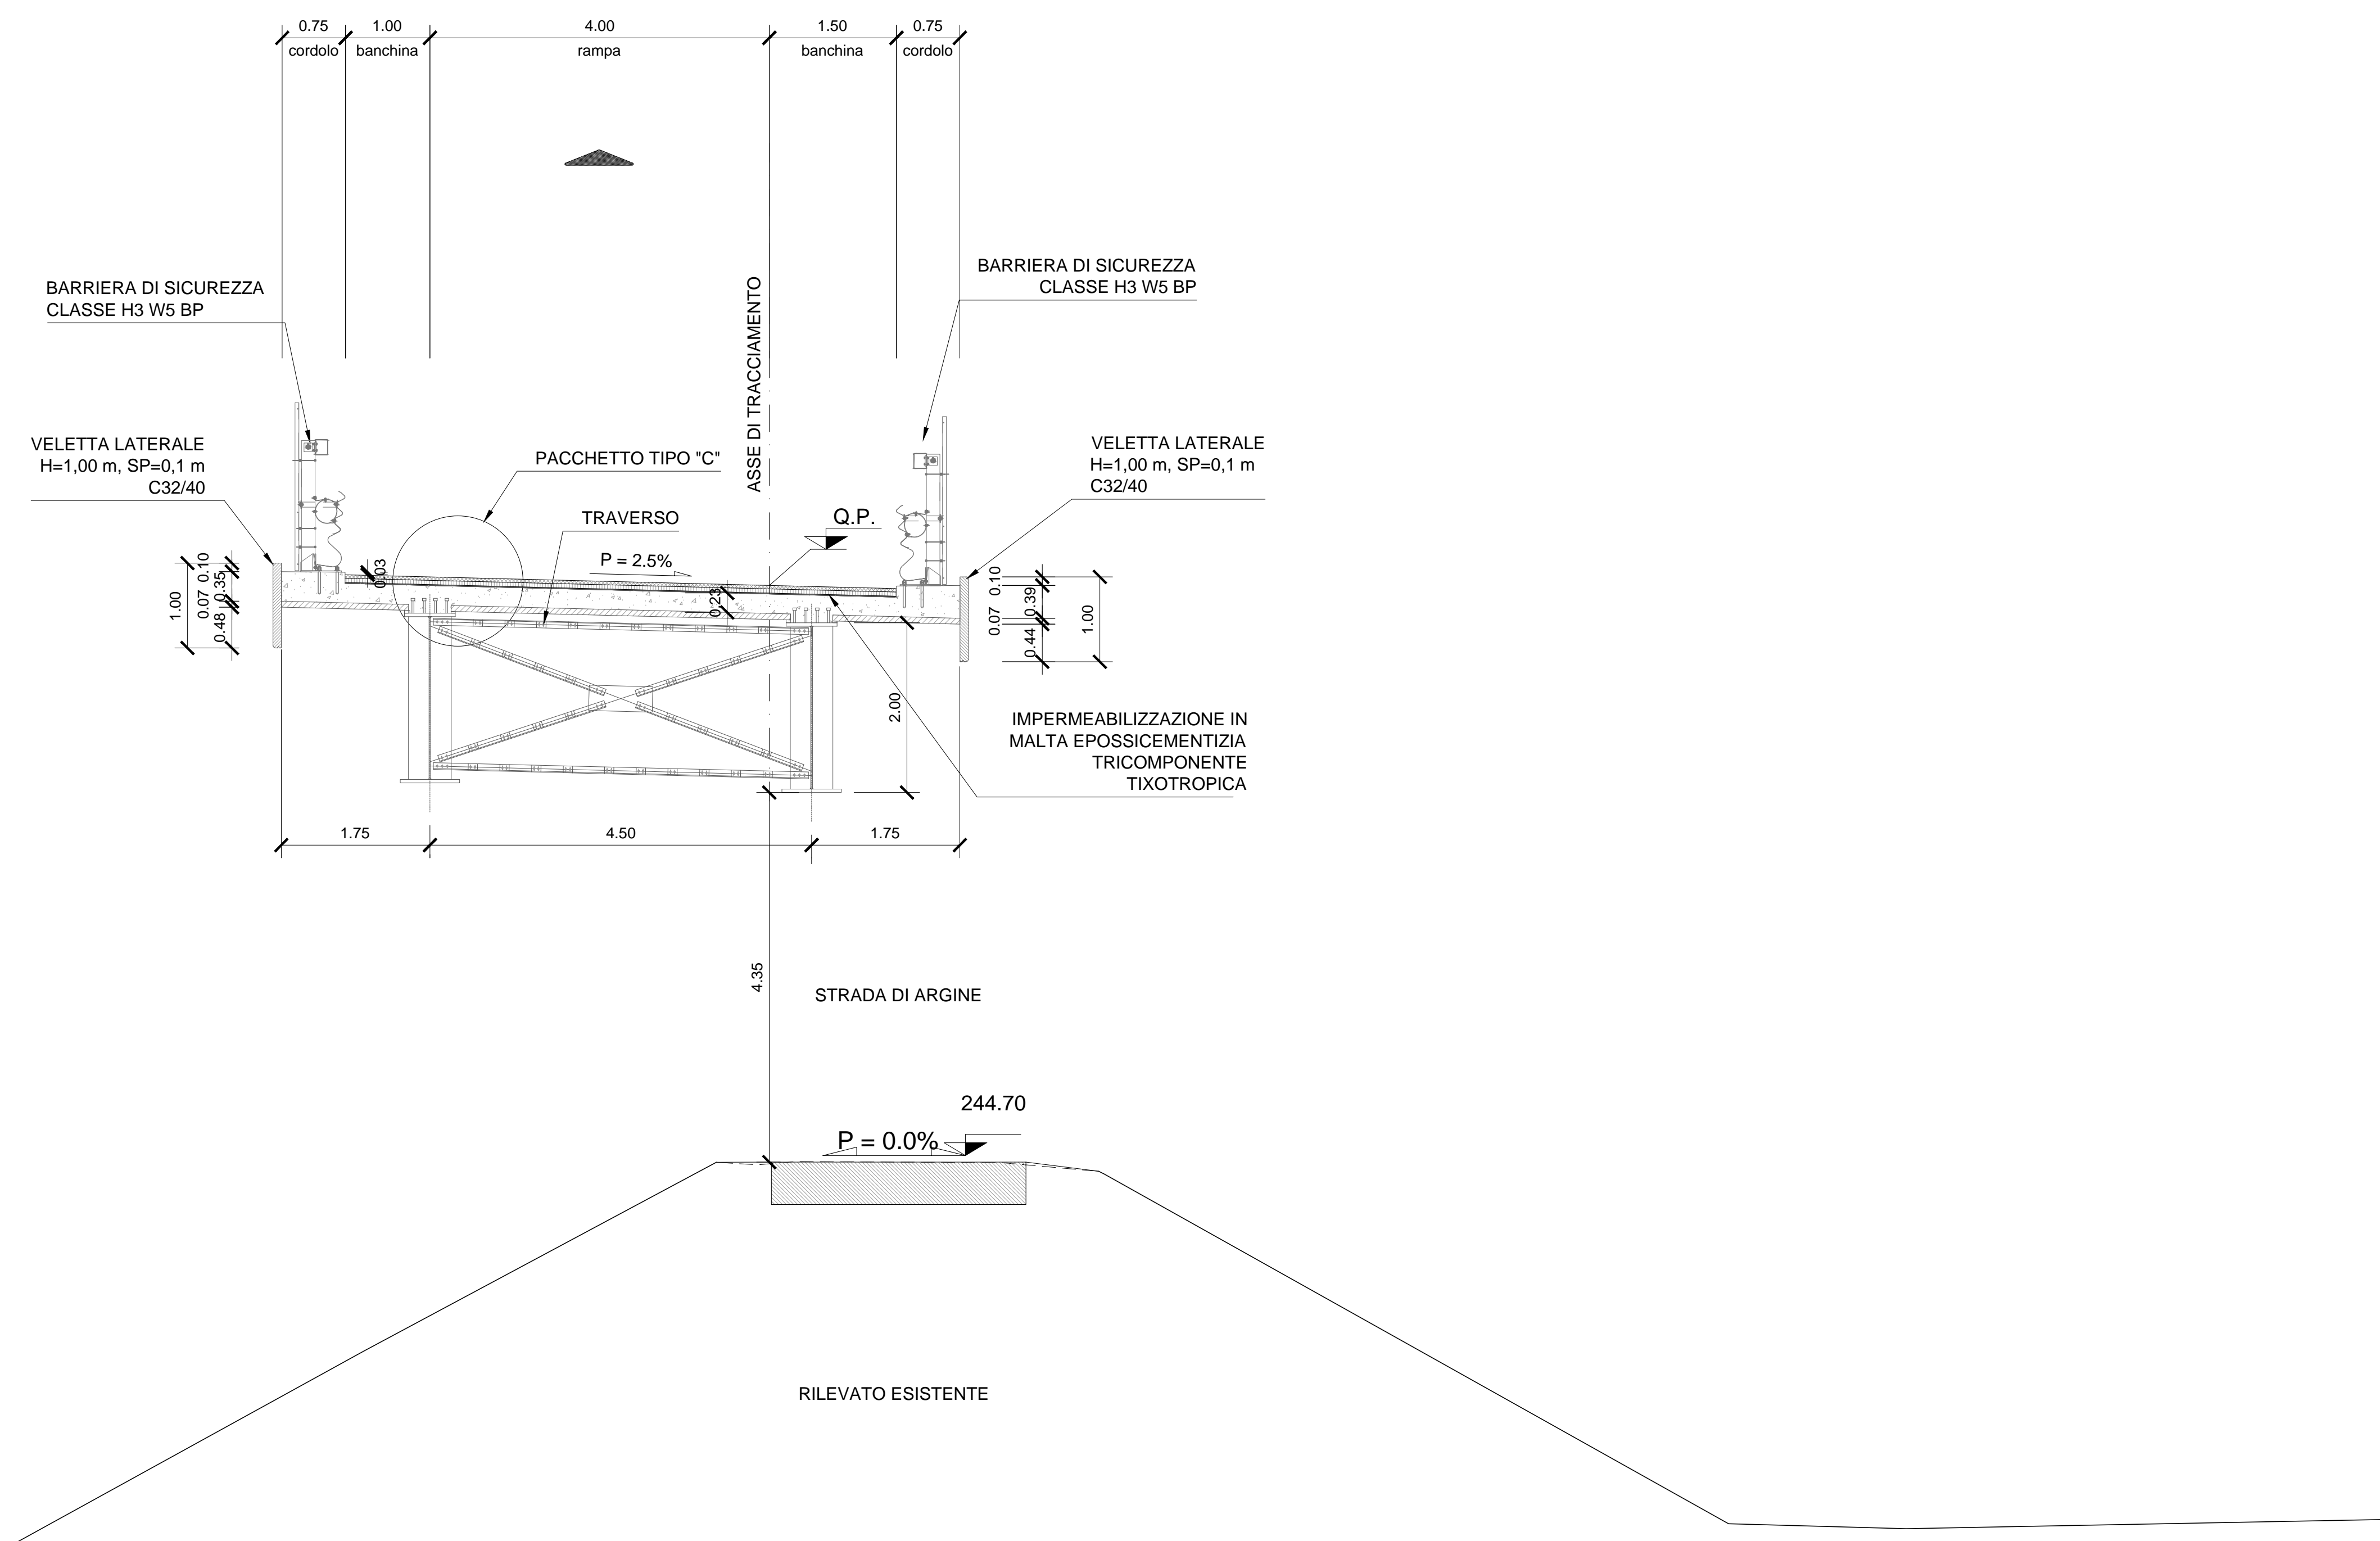 0.75 1.00 4.00 1.50 0.75
cordolo banchina rampa banchina cordolo
BARRIERA DI SICUREZZA
CLASSE H3 W5 BP
BARRIERA DI SICUREZZA
CLASSE H3 W5 BP
ASSE DI TRACCIAMENTO
VELETTA LATERALE
H=1,00 m, SP=0,1 m
C32/40
PACCHETTO TIPO "C"
VELETTA LATERALE
H=1,00 m, SP=0,1 m
C32/40
TRAVERSO
Q.P.
P = 2.5%
1.00
0.07 0.10
0.48 0.35
0.03
0.23
0.07 0.10
0.44 0.39
1.00
2.00
IMPERMEABILIZZAZIONE IN
MALTA EPOSSICEMENTIZIA
TRICOMPONENTE
TIXOTROPICA
1.75 4.50 1.75
4.35
STRADA DI ARGINE
244.70
P = 0.0%
RILEVATO ESISTENTE